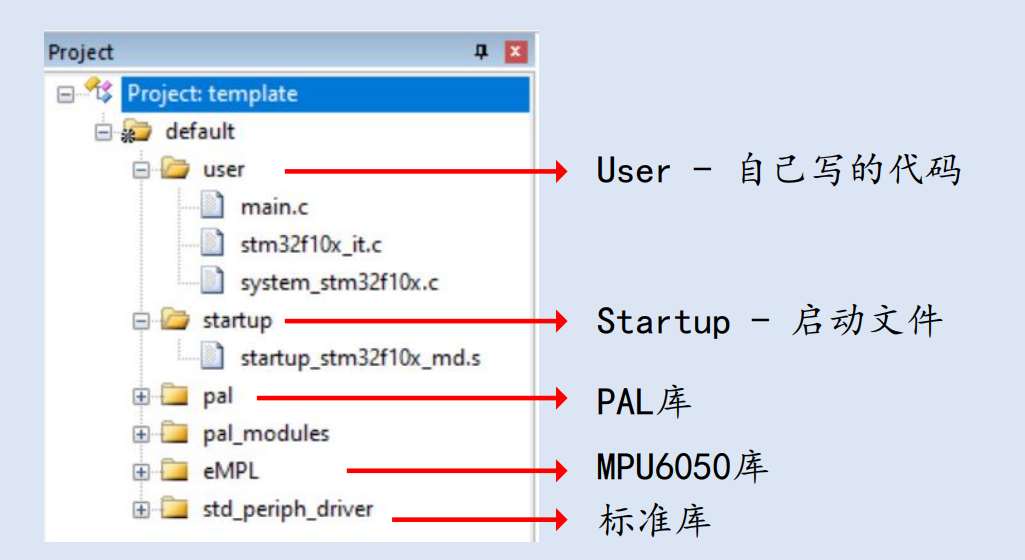 Project
Project: template
default
user
User - 自己写的代码
main.c
stm32f10x_it.c
system_stm32f10x.c
startup
Startup - 启动文件
startup_stm32f10x_md.s
pal
PAL库
pal_modules
eMPL
MPU6050库
std_periph_driver
标准库